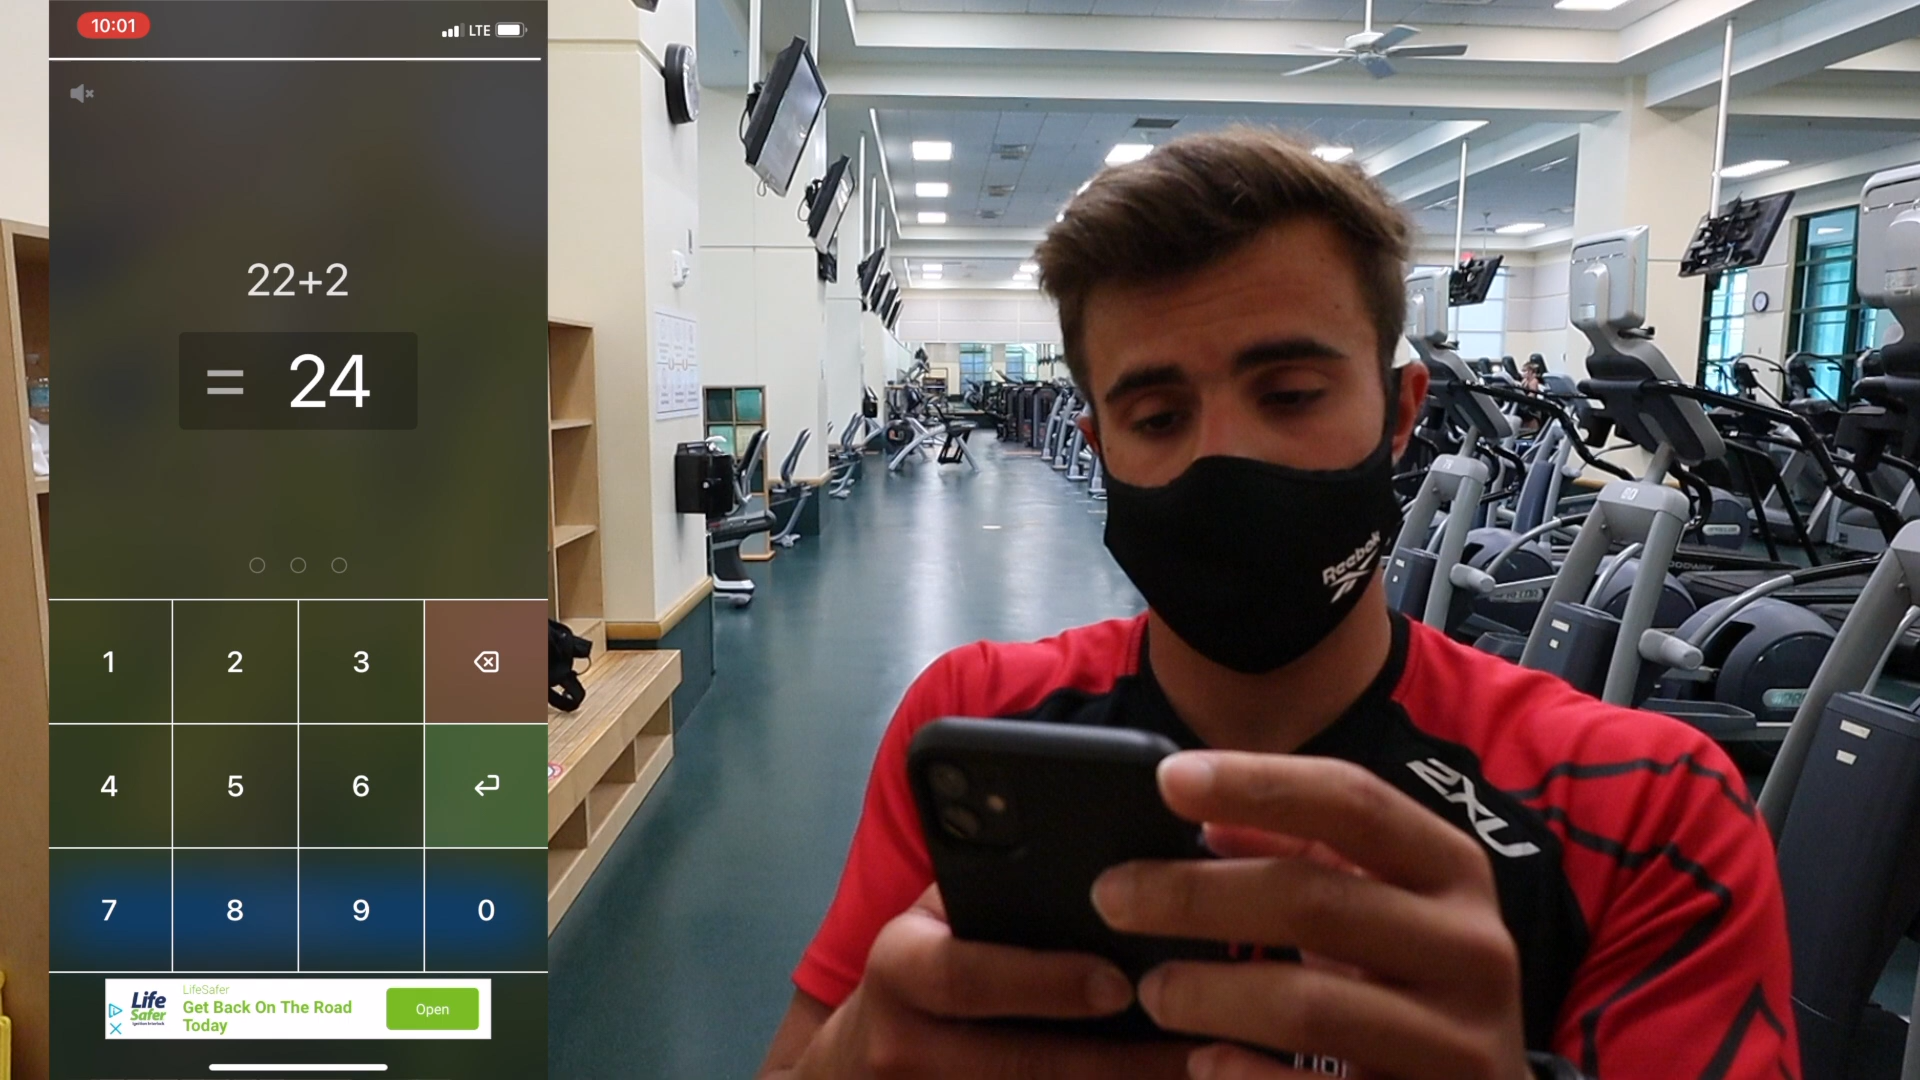 10:01
LTE
22+2
= 24
1 2 3
4 5 6
7 8 9 0
Life
Safer
LifeSafer
Get Back On The Road
Today
Open
Reebok
2XU